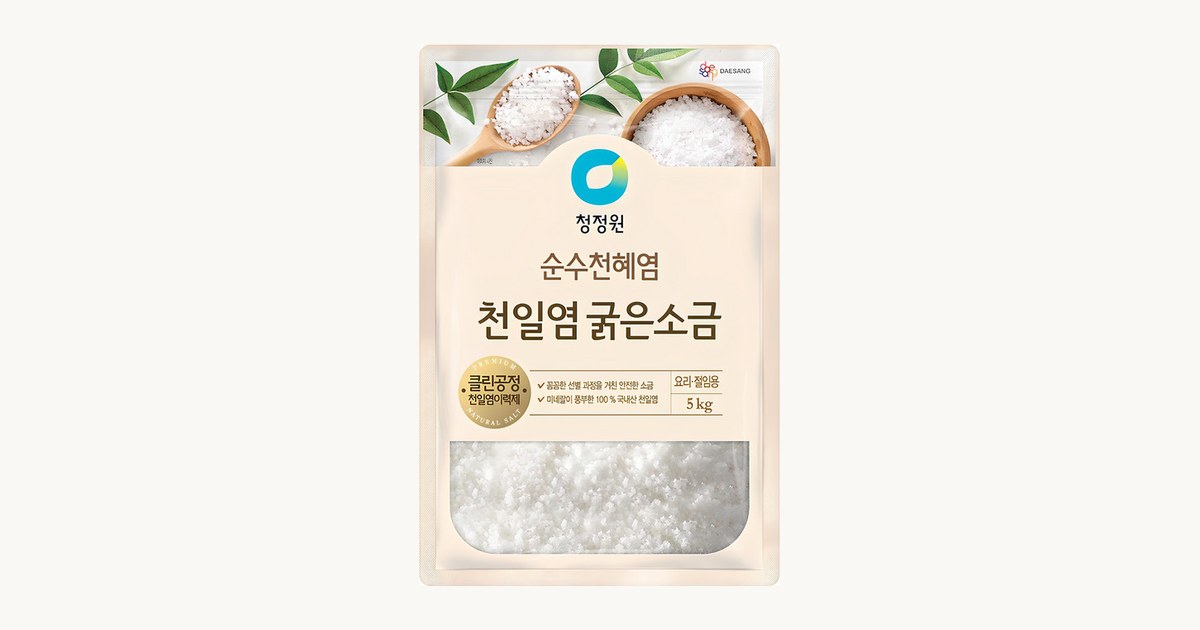 DAESANG
청정원
순수천혜염
천일염 굵은소금
PREMIUM
클린공정
천일염이력제
NATURAL SALT
꼼꼼한 선별 과정을 거친 안전한 소금
미네랄이 풍부한 100 % 국내산 천일염
요리·절임용
5 kg